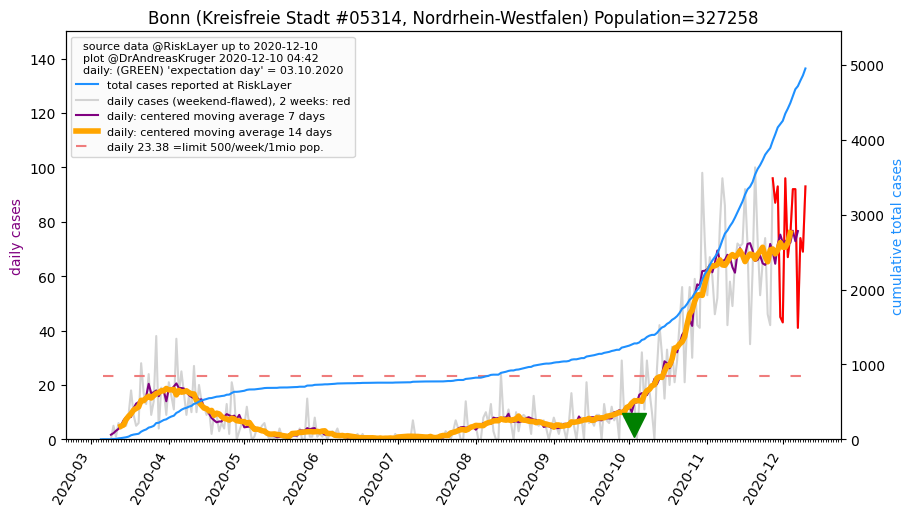 Bonn (Kreisfreie Stadt #05314, Nordrhein-Westfalen) Population=327258
source data @RiskLayer up to 2020-12-10
plot @DrAndreasKruger 2020-12-10 04:42
daily: (GREEN) 'expectation day' = 03.10.2020
total cases reported at RiskLayer
daily cases (weekend-flawed), 2 weeks: red
daily: centered moving average 7 days
daily: centered moving average 14 days
daily 23.38 =limit 500/week/1mio pop.
daily cases
140
120
100
80
60
40
20
0
cumulative total cases
5000
4000
3000
2000
1000
0
2020-03
2020-04
2020-05
2020-06
2020-07
2020-08
2020-09
2020-10
2020-11
2020-12